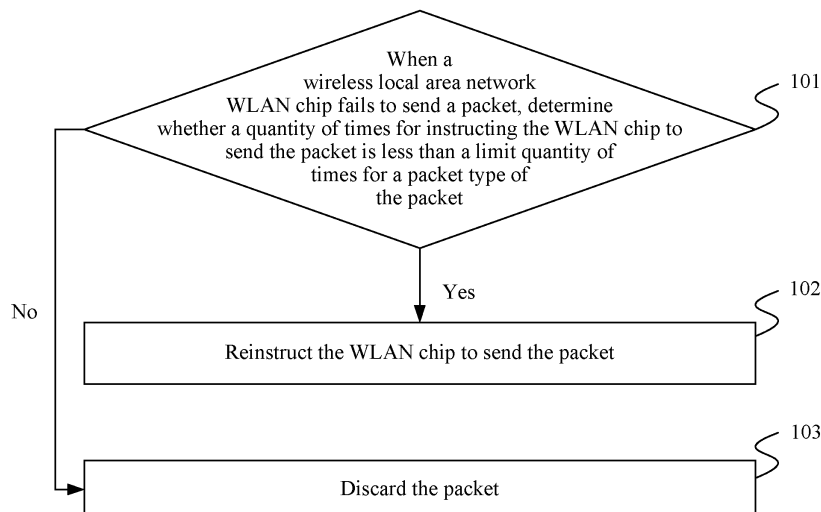 When a
wireless local area network
WLAN chip fails to send a packet, determine
whether a quantity of times for instructing the WLAN chip to
send the packet is less than a limit quantity of
times for a packet type of
the packet
101
Yes
No
102
Reinstruct the WLAN chip to send the packet
103
Discard the packet